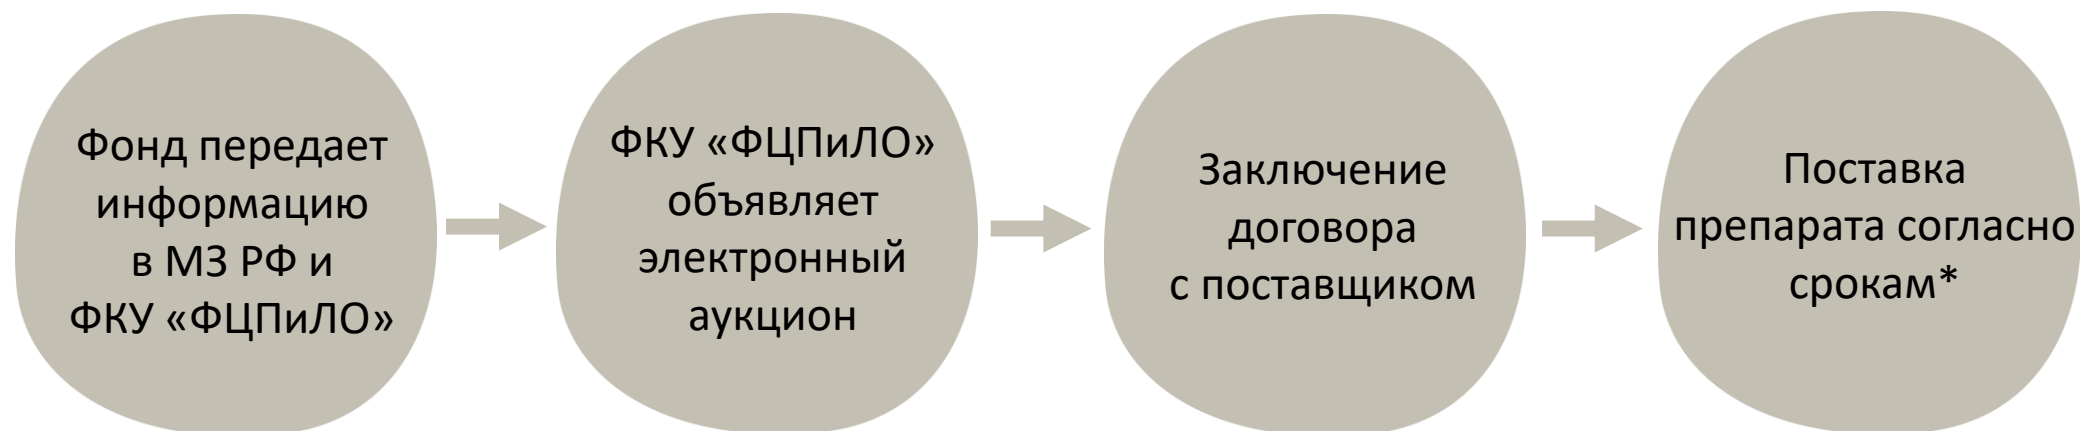 Фонд передает
информацию
в МЗ РФ и
ФКУ «ФЦПиЛО»
ФКУ «ФЦПиЛО»
объявляет
электронный
аукцион
Заключение
договора
с поставщиком
Поставка
препарата согласно
срокам*